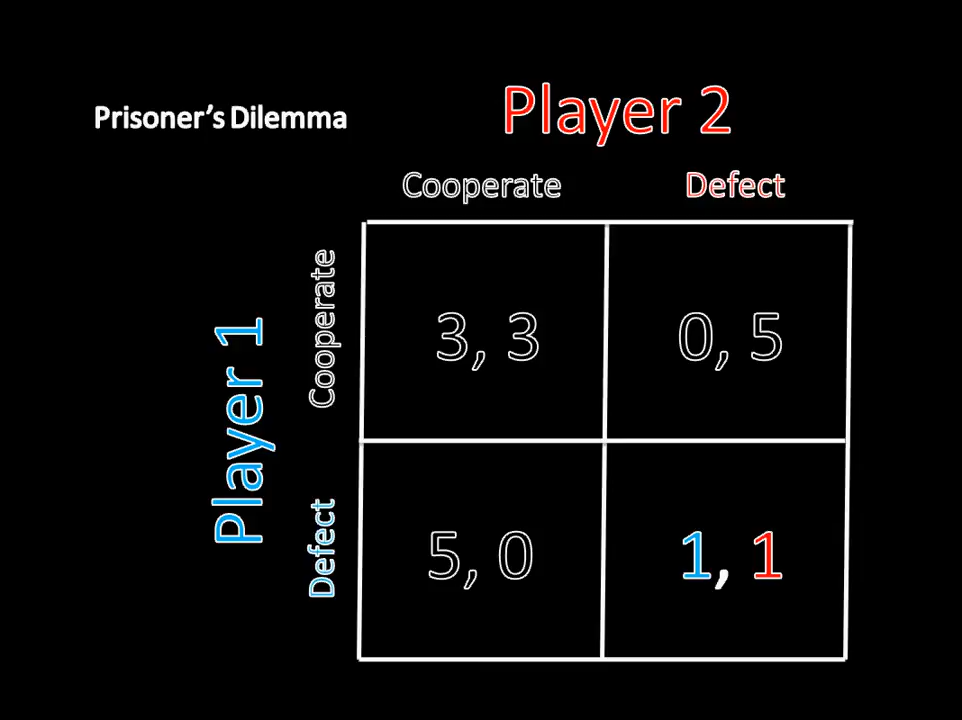 Prisoner's Dilemma
Player 2
Cooperate
Defect
Player 1
Cooperate
3, 3
0, 5
Defect
5, 0
1, 1